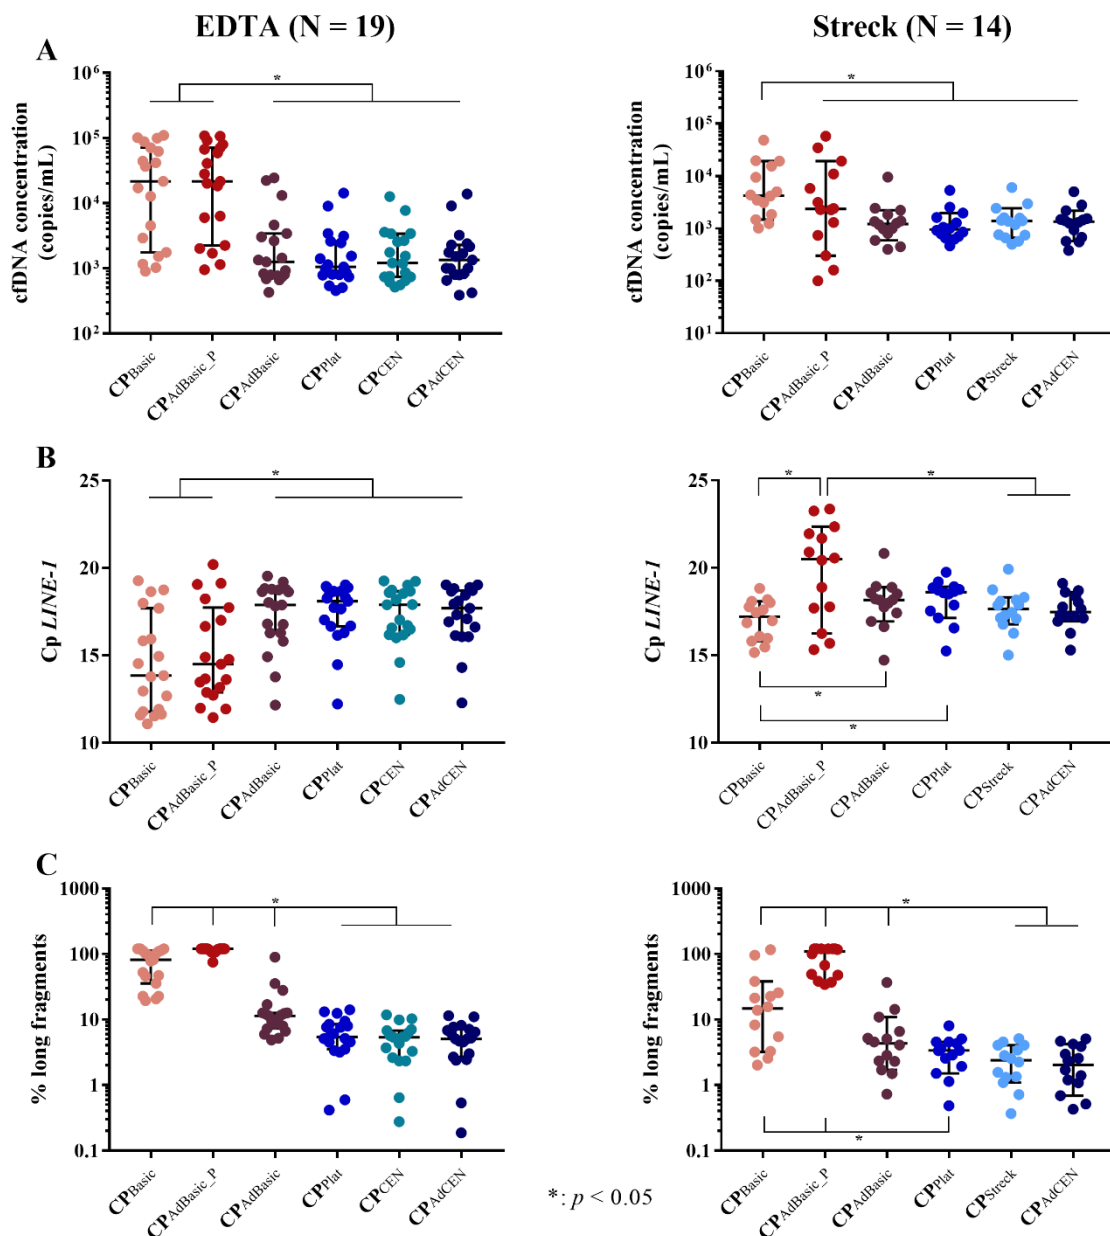 EDTA (N = 19)
Streck (N = 14)
A
cfDNA concentration
(copies/mL)
10⁶
10⁵
10⁴
10³
10²
*
CPBasic
CPAdBasic_P
CPAdBasic
CPPlat
CPCEN
CPAdCEN
cfDNA concentration
(copies/mL)
10⁶
10⁵
10⁴
10³
10²
10¹
*
CPBasic
CPAdBasic_P
CPAdBasic
CPPlat
CPStreck
CPAdCEN
B
Cp LINE-1
25
20
15
10
*
CPBasic
CPAdBasic_P
CPAdBasic
CPPlat
CPCEN
CPAdCEN
Cp LINE-1
25
20
15
10
* *
*
*
CPBasic
CPAdBasic_P
CPAdBasic
CPPlat
CPStreck
CPAdCEN
C
% long fragments
1000
100
10
1
0.1
*
CPBasic
CPAdBasic_P
CPAdBasic
CPPlat
CPCEN
CPAdCEN
% long fragments
1000
100
10
1
0.1
*
*
CPBasic
CPAdBasic_P
CPAdBasic
CPPlat
CPStreck
CPAdCEN
*: p < 0.05